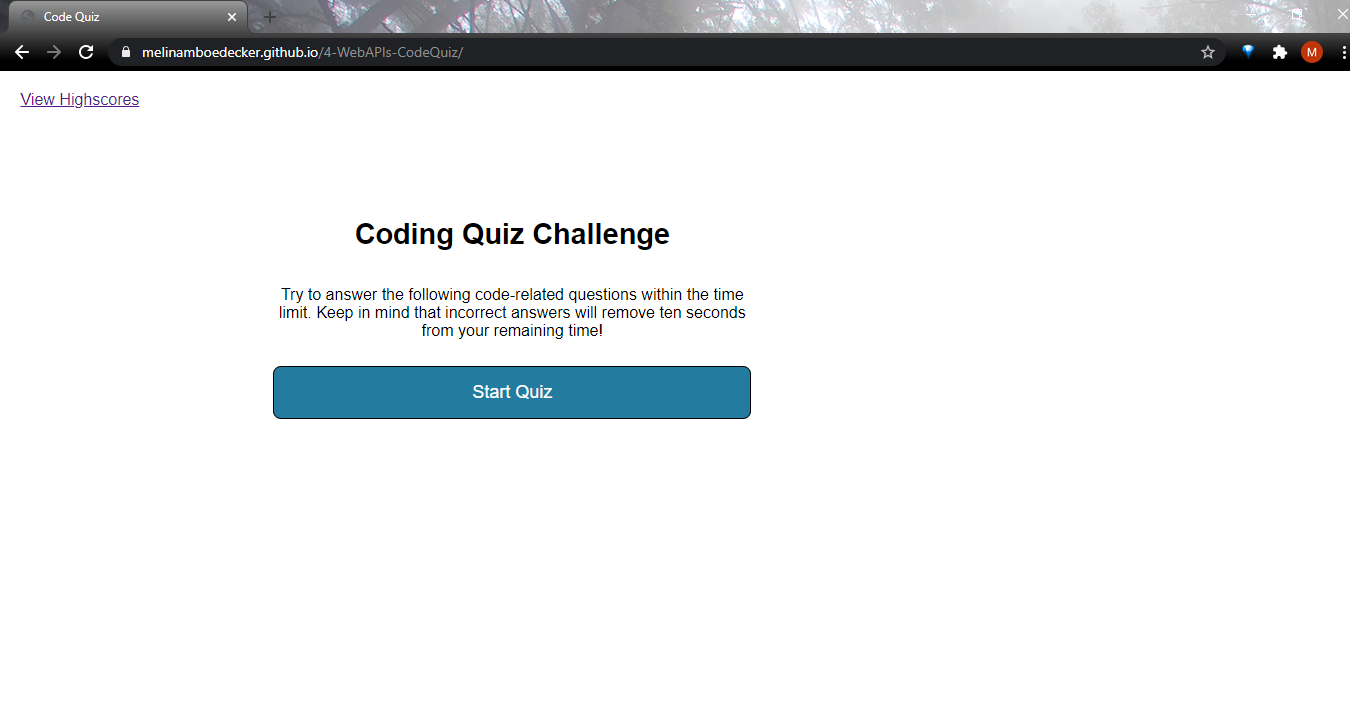 Code Quiz
melinamboedecker.github.io/4-WebAPIs-CodeQuiz/
M
View Highscores
Coding Quiz Challenge
Try to answer the following code-related questions within the time
limit. Keep in mind that incorrect answers will remove ten seconds
from your remaining time!
Start Quiz